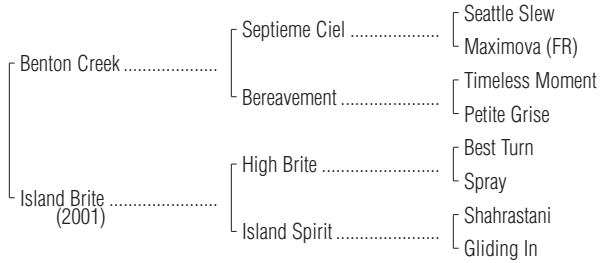 Seattle Slew
Septieme Ciel ....................
Maximova (FR)
Benton Creek .....................
Timeless Moment
Bereavement ......................
Petite Grise
Best Turn
High Brite ..........................
Spray
Island Brite ........................
(2001)
Shahrastani
Island Spirit .......................
Gliding In